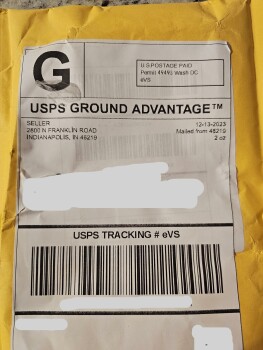 G
U.S.POSTAGE PAID
Permit 49491 Wash DC
eVS
USPS GROUND ADVANTAGE™
SELLER
2800 N FRANKLIN ROAD
INDIANAPOLIS, IN 46219
12-13-2023
Mailed from 46219
2 oz
USPS TRACKING # eVS